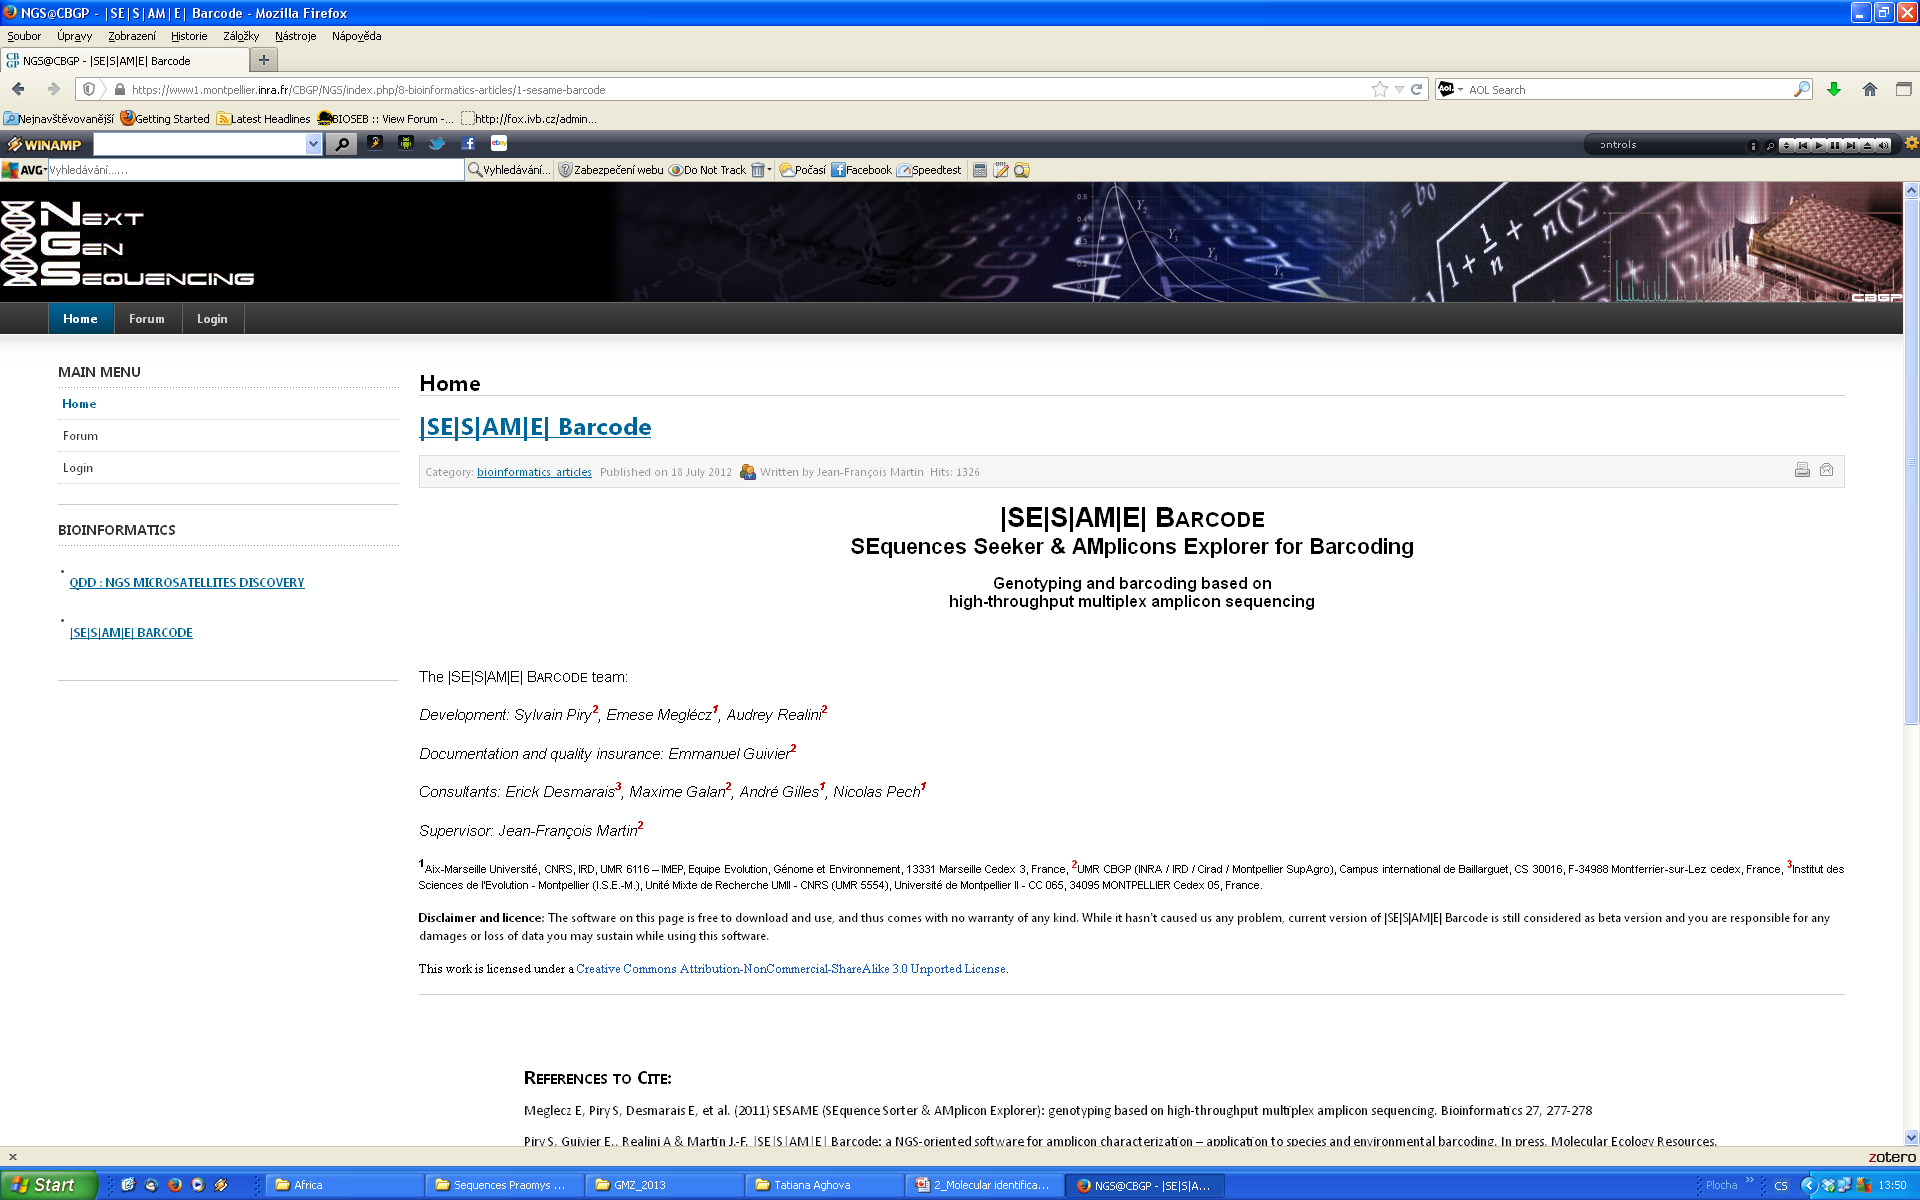 NGS@CBGP - |SE|S|AM|E| Barcode - Mozilla Firefox
Soubor Úpravy Zobrazení Historie Záložky Nástroje Nápověda
NGS@CBGP - |SE|S|AM|E| Barcode
https://www1.montpellier.inra.fr/CBGP/NGS/index.php/8-bioinformatics-articles/1-sesame-barcode
Aol. AOL Search
Nejnavštěvovanější Getting Started Latest Headlines BIOSEB :: View Forum -... http://fox.ivb.cz/admin...
WINAMP ebay ontrols
AVG Vyhledávání...... Vyhledávání... Zabezpečení webu Do Not Track Počasí Facebook Speedtest
Next
Gen
Sequencing
CBGP
Home Forum Login
MAIN MENU
Home
Forum
Login
BIOINFORMATICS
QDD : NGS MICROSATELLITES DISCOVERY
|SE|S|AM|E| BARCODE
Home
|SE|S|AM|E| Barcode
Category: bioinformatics articles Published on 18 July 2012 Written by Jean-François Martin Hits: 1326
|SE|S|AM|E| Barcode
SEquences Seeker & AMplicons Explorer for Barcoding
Genotyping and barcoding based on
high-throughput multiplex amplicon sequencing
The |SE|S|AM|E| Barcode team:
Development: Sylvain Piry2, Emese Meglécz1, Audrey Realini2
Documentation and quality insurance: Emmanuel Guivier2
Consultants: Erick Desmarais3, Maxime Galan2, André Gilles1, Nicolas Pech1
Supervisor: Jean-François Martin2
1Aix-Marseille Université, CNRS, IRD, UMR 6116 – IMEP, Equipe Evolution, Génome et Environnement, 13331 Marseille Cedex 3, France, 2UMR CBGP (INRA / IRD / Cirad / Montpellier SupAgro), Campus international de Baillarguet, CS 30016, F-34988 Montferrier-sur-Lez cedex, France, 3Institut des
Sciences de l'Evolution - Montpellier (I.S.E.-M.), Unité Mixte de Recherche UMII - CNRS (UMR 5554), Université de Montpellier II - CC 065, 34095 MONTPELLIER Cedex 05, France.
Disclaimer and licence: The software on this page is free to download and use, and thus comes with no warranty of any kind. While it hasn't caused us any problem, current version of |SE|S|AM|E| Barcode is still considered as beta version and you are responsible for any
damages or loss of data you may sustain while using this software.
This work is licensed under a Creative Commons Attribution-NonCommercial-ShareAlike 3.0 Unported License.
References to Cite:
Meglecz E, Piry S, Desmarais E, et al. (2011) SESAME (SEquence Sorter & AMplicon Explorer): genotyping based on high-throughput multiplex amplicon sequencing. Bioinformatics 27, 277-278
Piry S, Guivier E., Realini A & Martin J.-F. |SE|S|AM|E| Barcode: a NGS-oriented software for amplicon characterization – application to species and environmental barcoding. In press. Molecular Ecology Resources.
zotero
Start Africa Sequences Praomys ... GMZ_2013 Tatiana Aghova 2_Molecular identifica... NGS@CBGP - |SE|S|A... Plocha CS 13:50